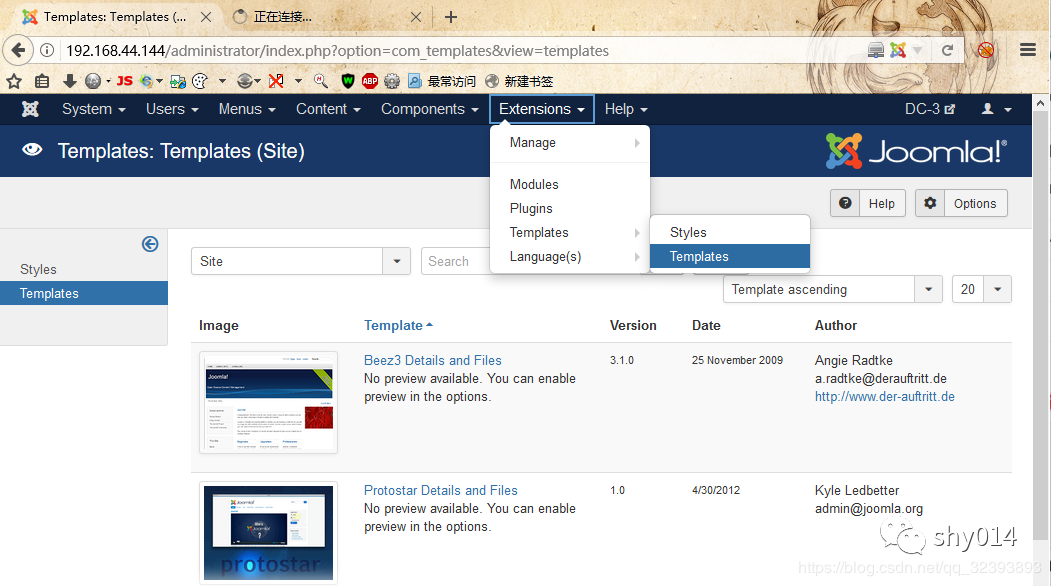 Templates: Templates (...
正在连接...
192.168.44.144/administrator/index.php?option=com_templates&view=templates
JS
ABP
最常访问
新建书签
System Users Menus Content Components Extensions Help DC-3
Templates: Templates (Site)
Joomla!®
Manage
Modules
Plugins
Templates
Language(s)
Styles
Templates
Help
Options
Styles
Templates
Site
Search
Template ascending
20
Image Template Version Date Author
Beez3 Details and Files 3.1.0 25 November 2009 Angie Radtke
No preview available. You can enable a.radtke@derauftritt.de
preview in the options. http://www.der-auftritt.de
Joomla!
Protostar Details and Files 1.0 4/30/2012 Kyle Ledbetter
No preview available. You can enable admin@joomla.org
preview in the options.
protostar
shy014
https://blog.csdn.net/qq_32393893